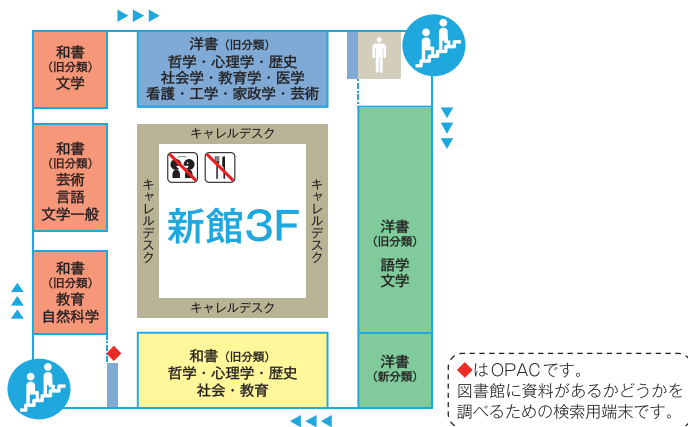 和書
(旧分類)
文学
洋書(旧分類)
哲学・心理学・歴史
社会学・教育学・医学
看護・工学・家政学・芸術
和書
(旧分類)
芸術
言語
文学一般
キャレルデスク
キャレルデスク
新館3F
キャレルデスク
キャレルデスク
洋書
(旧分類)
語学
文学
和書
(旧分類)
教育
自然科学
和書(旧分類)
哲学・心理学・歴史
社会・教育
洋書
(新分類)
◆はOPACです。
図書館に資料があるかどうかを
調べるための検索用端末です。